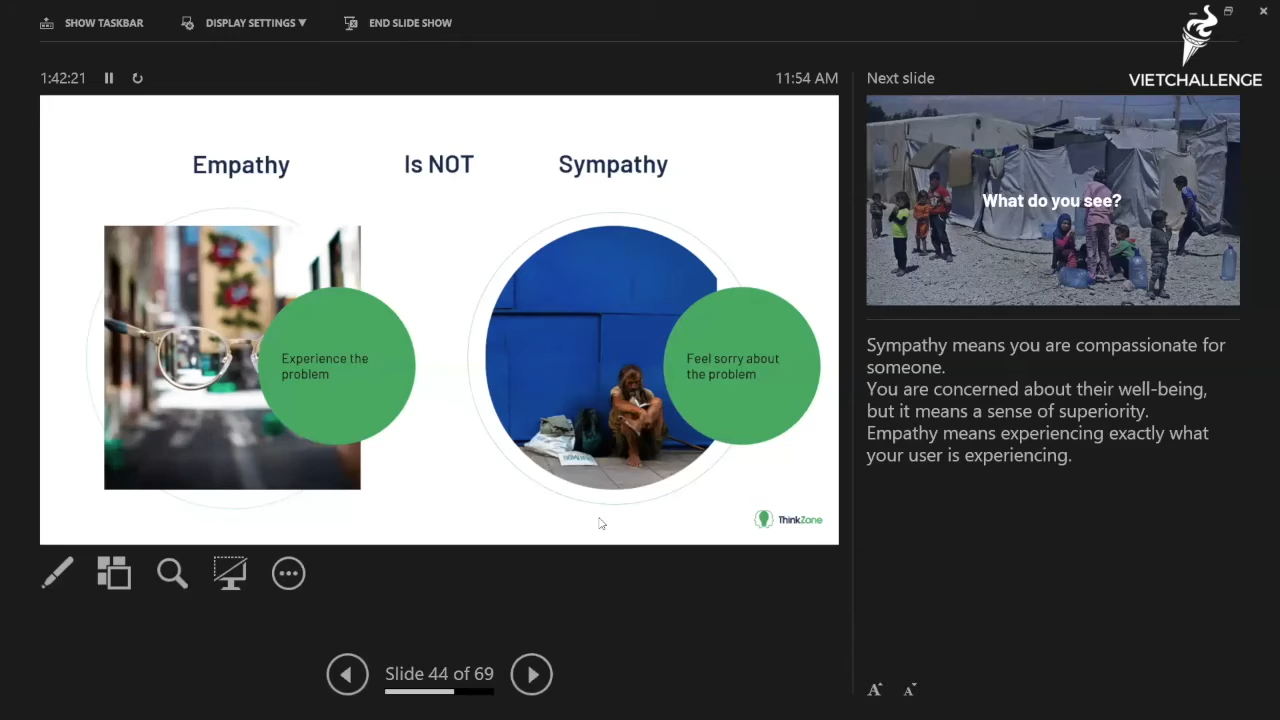 SHOW TASKBAR
DISPLAY SETTINGS ▼
END SLIDE SHOW
VIETCHALLENGE
1:42:21
11:54 AM
Next slide
Empathy
Is NOT
Sympathy
Experience the
problem
Feel sorry about
the problem
ThinkZone
What do you see?
Sympathy means you are compassionate for
someone.
You are concerned about their well-being,
but it means a sense of superiority.
Empathy means experiencing exactly what
your user is experiencing.
Slide 44 of 69
A A